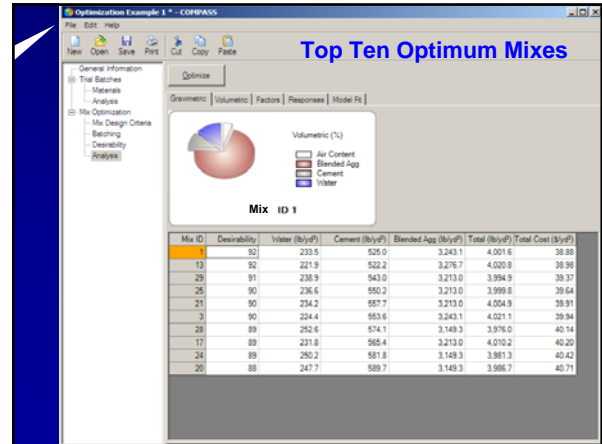 Optimization Example 1 * - COMPASS
File Edit Help
New Open Save Print Cut Copy Paste
Top Ten Optimum Mixes
General Information
Trial Batches
Materials
Analysis
Mix Optimization
Mix Design Criteria
Batching
Desirability
Analysis
Optimize
Gravimetric Volumetric Factors Responses Model Fit
Volumetric (%)
Air Content
Blended Agg
Cement
Water
Mix ID 1
Mix ID Desirability Water (lb/yd³) Cement (lb/yd³) Blended Agg (lb/yd³) Total (lb/yd³) Total Cost ($/yd³)
1 92 233.5 525.0 3,243.1 4,001.6 38.88
13 92 221.9 522.2 3,276.7 4,020.8 38.98
29 91 238.9 543.0 3,213.0 3,994.9 39.37
25 90 236.6 550.2 3,213.0 3,999.8 39.64
21 90 234.2 557.7 3,213.0 4,004.9 39.91
3 90 224.4 553.6 3,243.1 4,021.1 39.94
28 89 252.6 574.1 3,149.3 3,976.0 40.14
17 89 231.8 565.4 3,213.0 4,010.2 40.20
24 89 250.2 581.8 3,149.3 3,981.3 40.42
20 88 247.7 589.7 3,149.3 3,986.7 40.71